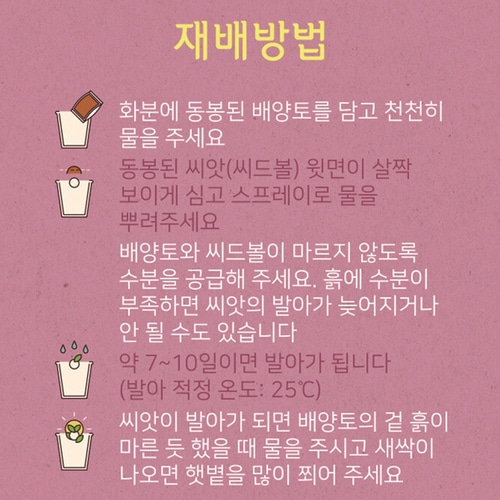 재배방법
화분에 동봉된 배양토를 담고 천천히
물을 주세요
동봉된 씨앗(씨드볼) 윗면이 살짝
보이게 심고 스프레이로 물을
뿌려주세요
배양토와 씨드볼이 마르지 않도록
수분을 공급해 주세요. 흙에 수분이
부족하면 씨앗의 발아가 늦어지거나
안 될 수도 있습니다
약 7~10일이면 발아가 됩니다
(발아 적정 온도: 25℃)
씨앗이 발아가 되면 배양토의 겉 흙이
마른 듯 했을 때 물을 주시고 새싹이
나오면 햇볕을 많이 쬐어 주세요